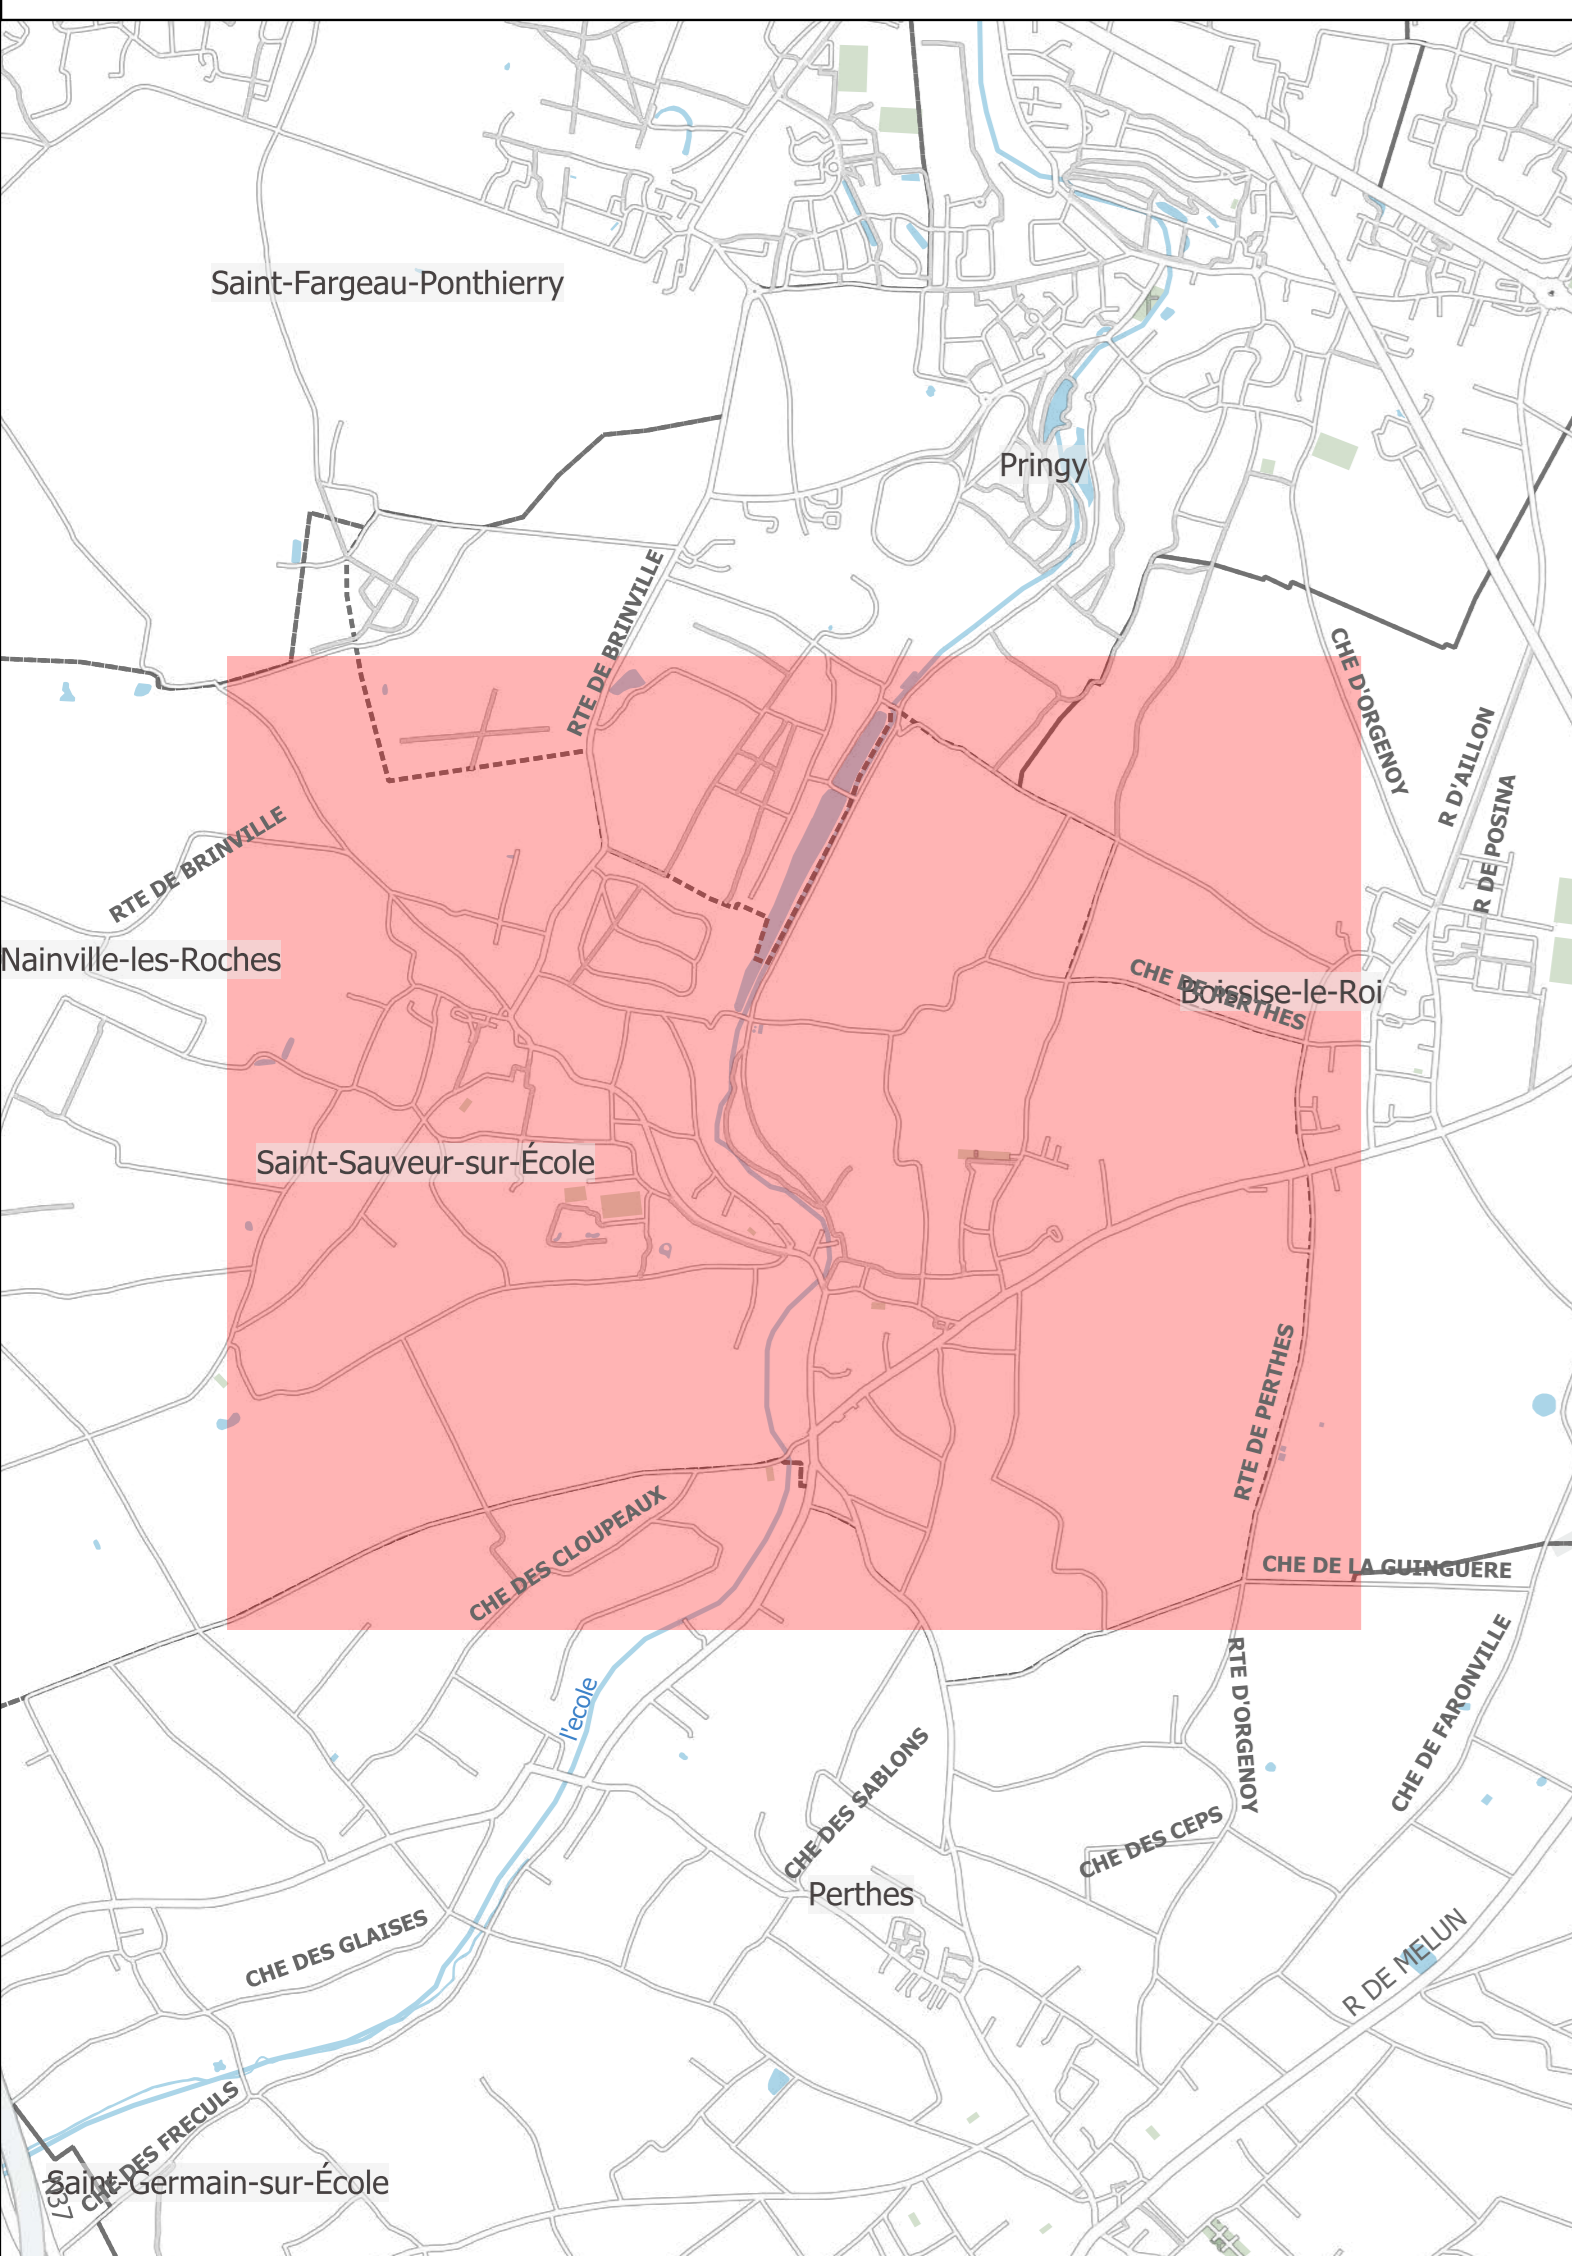 Saint-Fargeau-Ponthierry
Pringy
RTE DE BRINVILLE
CHE D'ORGENOY
R D'AILLON
R DE POSINA
RTE DE BRINVILLE
Nainville-les-Roches
CHE DE PERTHES
Boissise-le-Roi
Saint-Sauveur-sur-École
RTE DE PERTHES
CHE DES CLOUPEAUX
CHE DE LA GUINGUERE
CHE DE FARONVILLE
RTE D'ORGENOY
l'ecole
CHE DES SABLONS
CHE DES CEPS
Perthes
CHE DES GLAISES
R DE MELUN
CHE DES FRECULS
Saint-Germain-sur-École